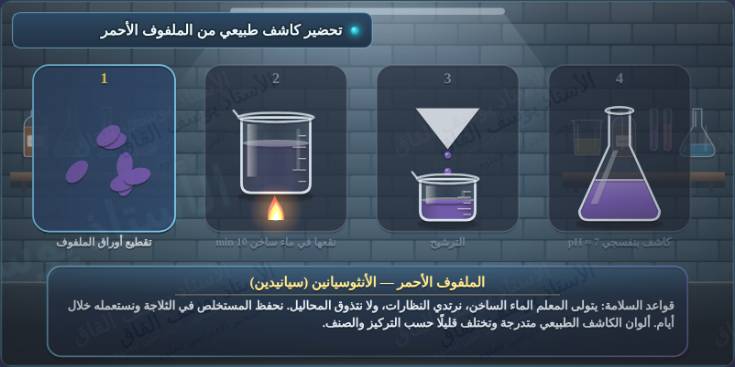 تحضير كاشف طبيعي من الملفوف الأحمر
1
2
3
4
تقطيع أوراق الملفوف
نقعها في ماء ساخن 10 min
الترشيح
كاشف بنفسجي pH ≈ 7
الملفوف الأحمر — الأنثوسيانين (سيانيدين)
قواعد السلامة: يتولى المعلم الماء الساخن، نرتدي النظارات، ولا نتذوق المحاليل. نحفظ المستخلص في الثلاجة ونستعمله خلال
أيام. ألوان الكاشف الطبيعي متدرجة وتختلف قليلًا حسب التركيز والصنف.